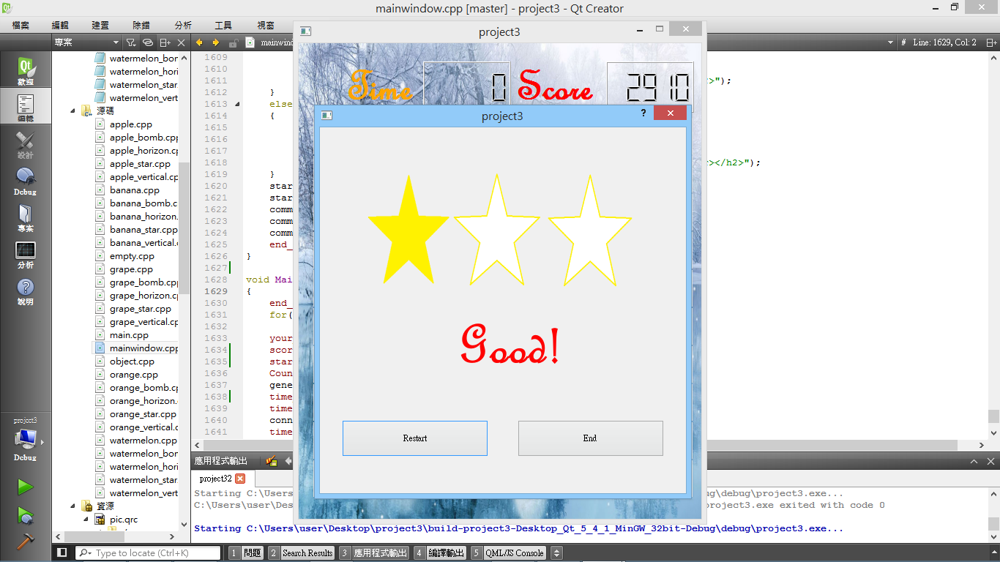 mainwindow.cpp [master] - project3 - Qt Creator
檔案 編輯 建置 除錯 分析 工具 視窗
專案
mainwind
# Line: 1629, Col: 2
歡迎
編輯
設計
Debug
專案
分析
說明
project3
Debug
watermelon_bom
watermelon_hori
watermelon_star
watermelon_vert
源碼
apple.cpp
apple_bomb.cpp
apple_horizon.cp
apple_star.cpp
apple_vertical.cp
banana.cpp
banana_bomb.c
banana_horizon.
banana_star.cpp
banana_vertical.
empty.cpp
grape.cpp
grape_bomb.cpp
grape_horizon.cp
grape_star.cpp
grape_vertical.cp
main.cpp
mainwindow.cpp
object.cpp
orange.cpp
orange_bomb.cp
orange_horizon.
orange_star.cpp
orange_vertical.c
watermelon.cpp
watermelon_bom
watermelon_hori
watermelon_star
watermelon_vert
資源
pic.qrc
1609
1610
1611 >");
1612 }
1613 else
1614 {
1615
1616
1617
1618 ></h2>");
1619 }
1620 star
1621 star
1622 comm
1623 comm
1624 comm
1625 end_
1626 }
1627
1628 void Mai
1629 {
1630 end_
1631 for(
1632
1633 your
1634 scor
1635 star
1636 Coun
1637 gene
1638 time
1639 time
1640 conn
1641 time
project3
Time 0 Score 2910
project3
?
Good!
Restart End
應用程式輸出
project32
Starting C:\Users g\debug\project3.exe...
C:\Users\user\Des project3.exe exited with code 0
Starting C:\Users\user\Desktop\project3\build-project3-Desktop_Qt_5_4_1_MinGW_32bit-Debug\debug\project3.exe...
Type to locate (Ctrl+K) 1 問題 2 Search Results 3 應用程式輸出 4 編譯輸出 5 QML/JS Console